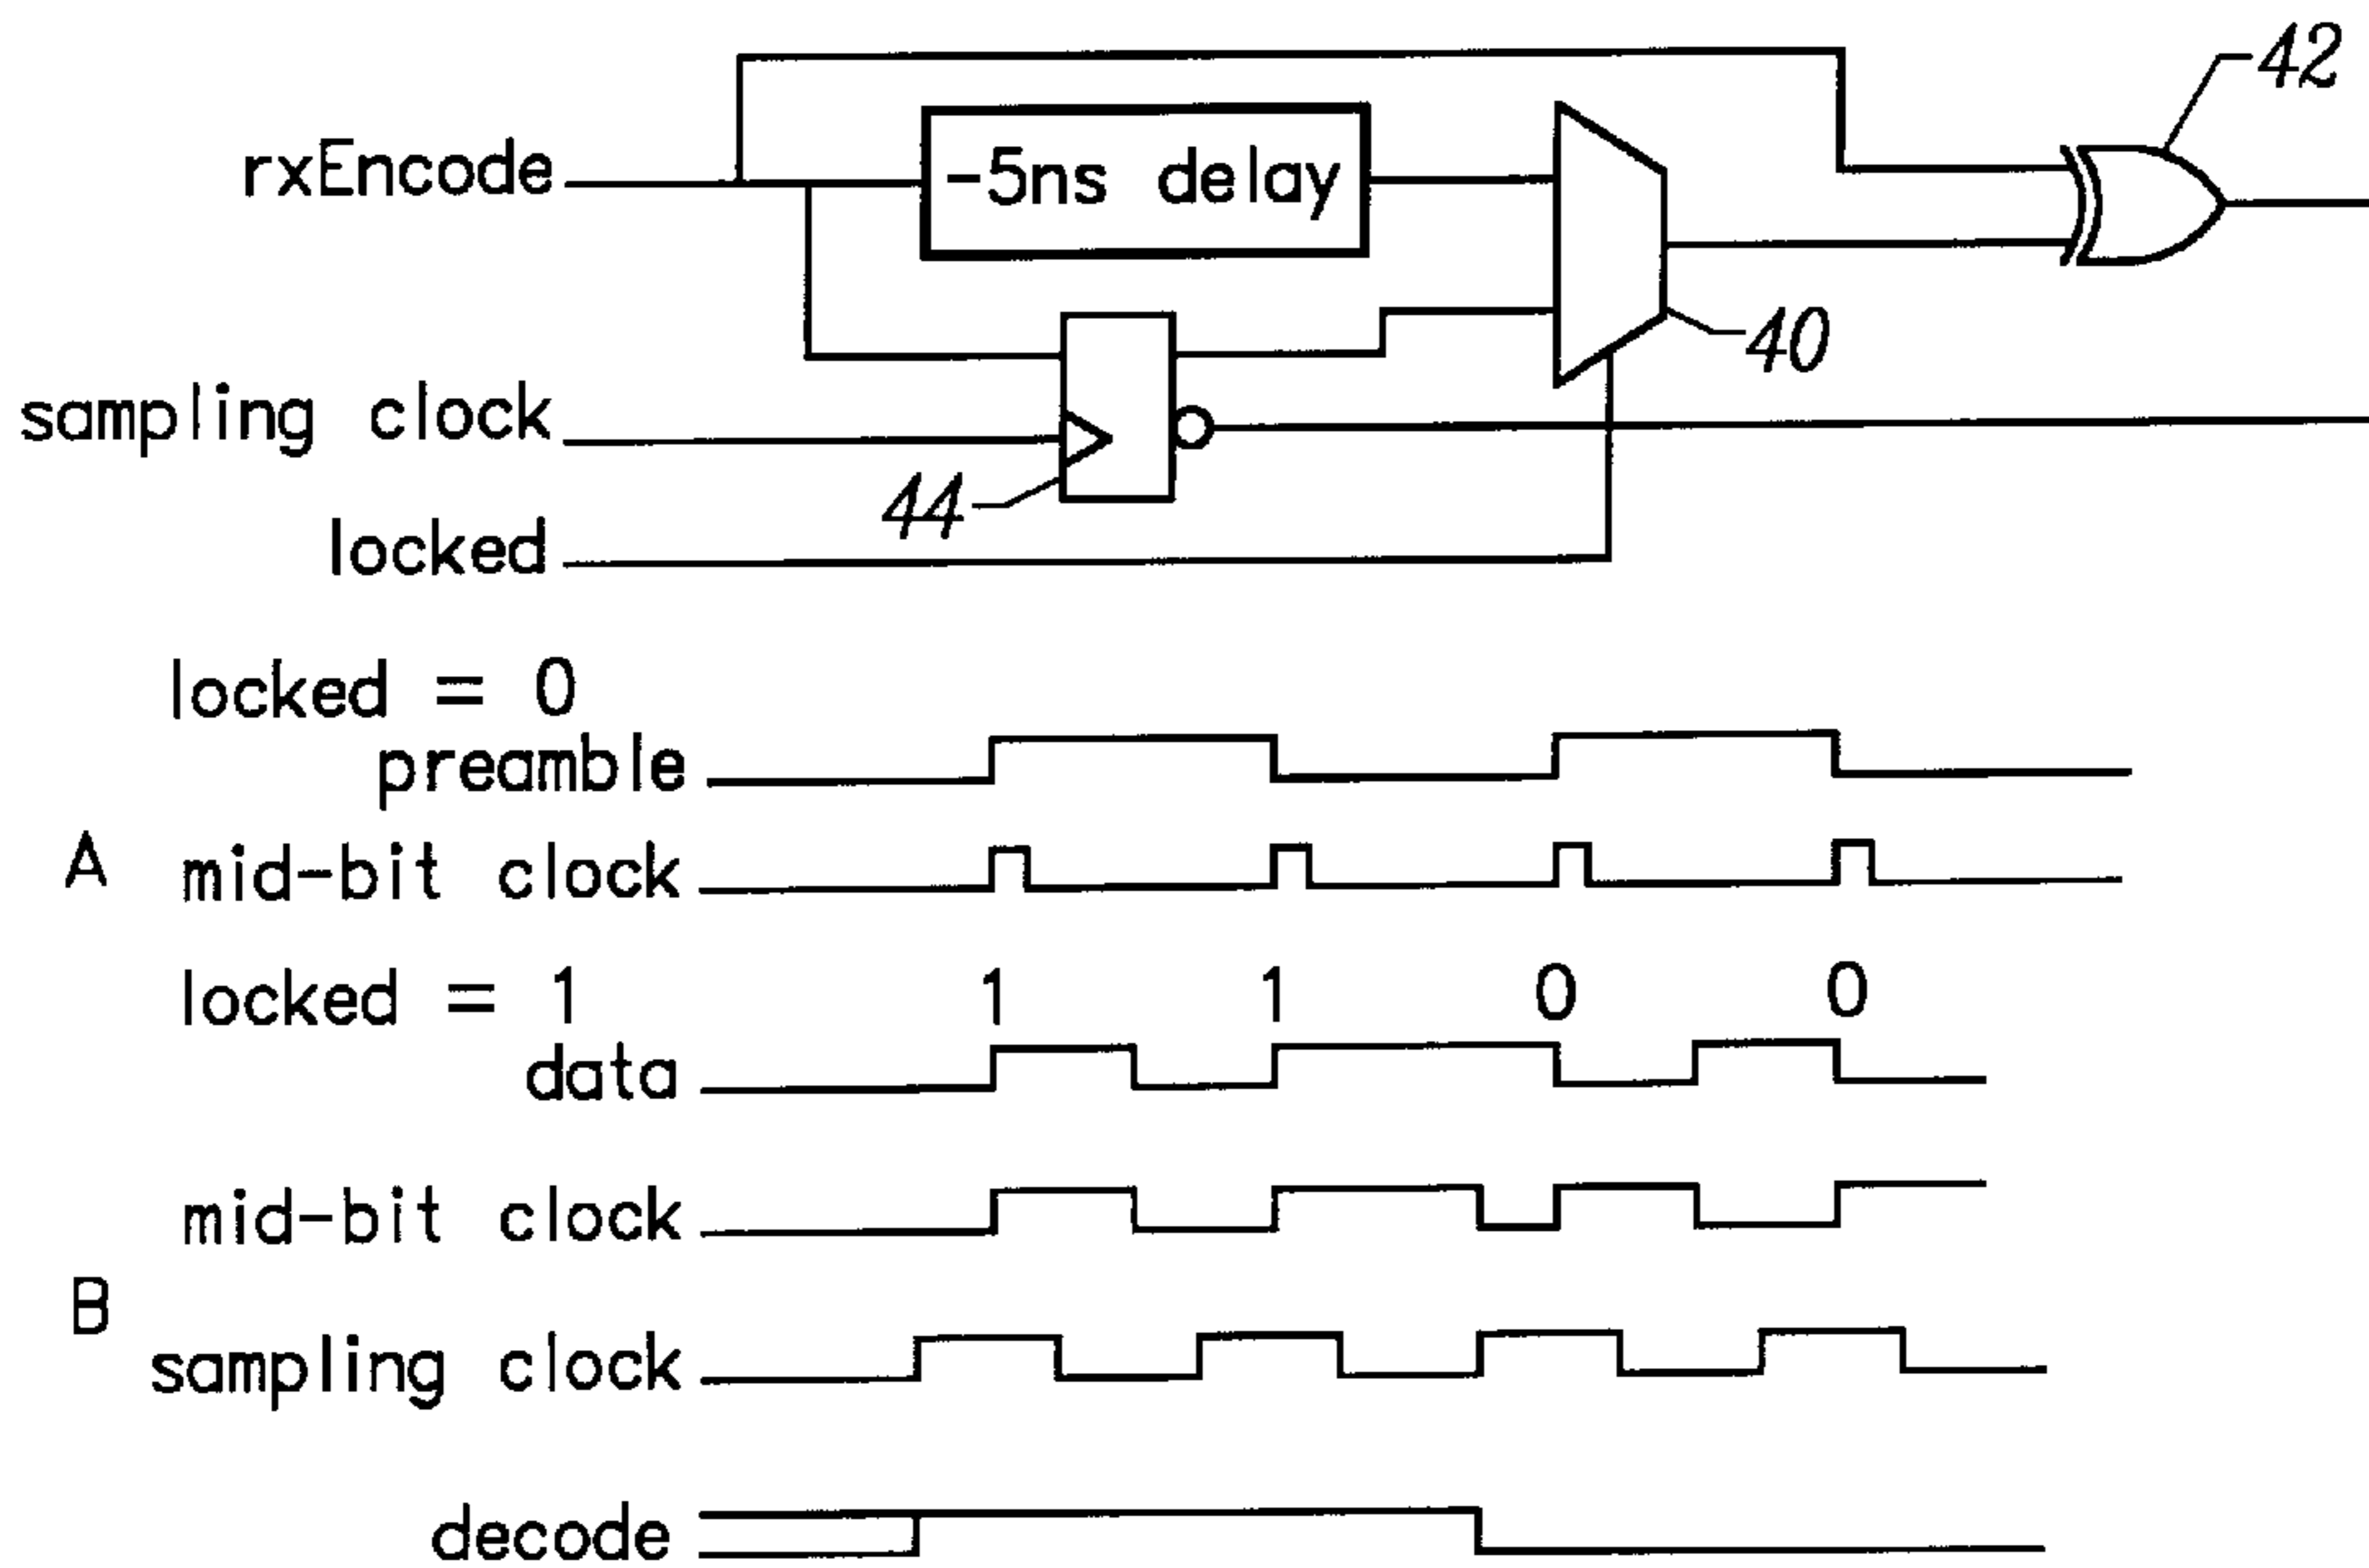 42
rxEncode
-5ns delay
40
sampling clock
44
locked
locked = 0
preamble
A
mid-bit clock
locked = 1
1 1 0 0
data
mid-bit clock
B
sampling clock
decode